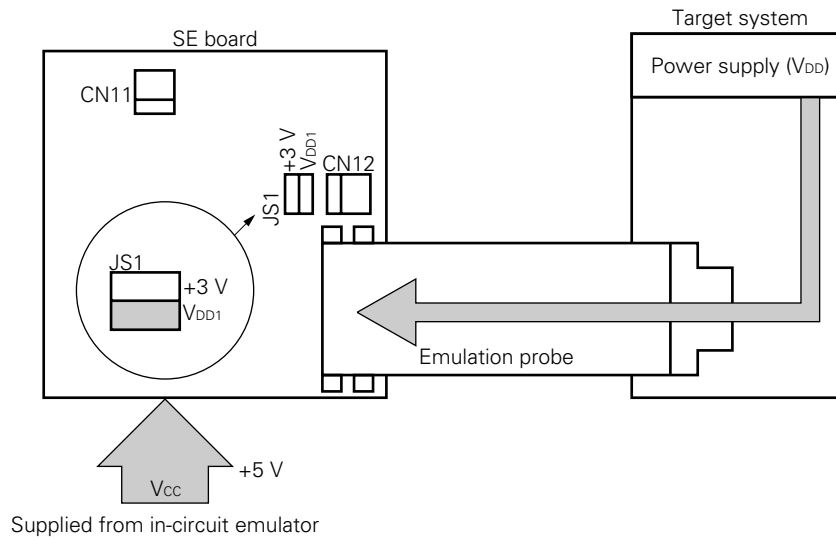 Target system
SE board
Power supply (VDD)
CN11
+3 V
VDD1
CN12
JS1
JS1
+3 V
VDD1
Emulation probe
+5 V
Vcc
Supplied from in-circuit emulator